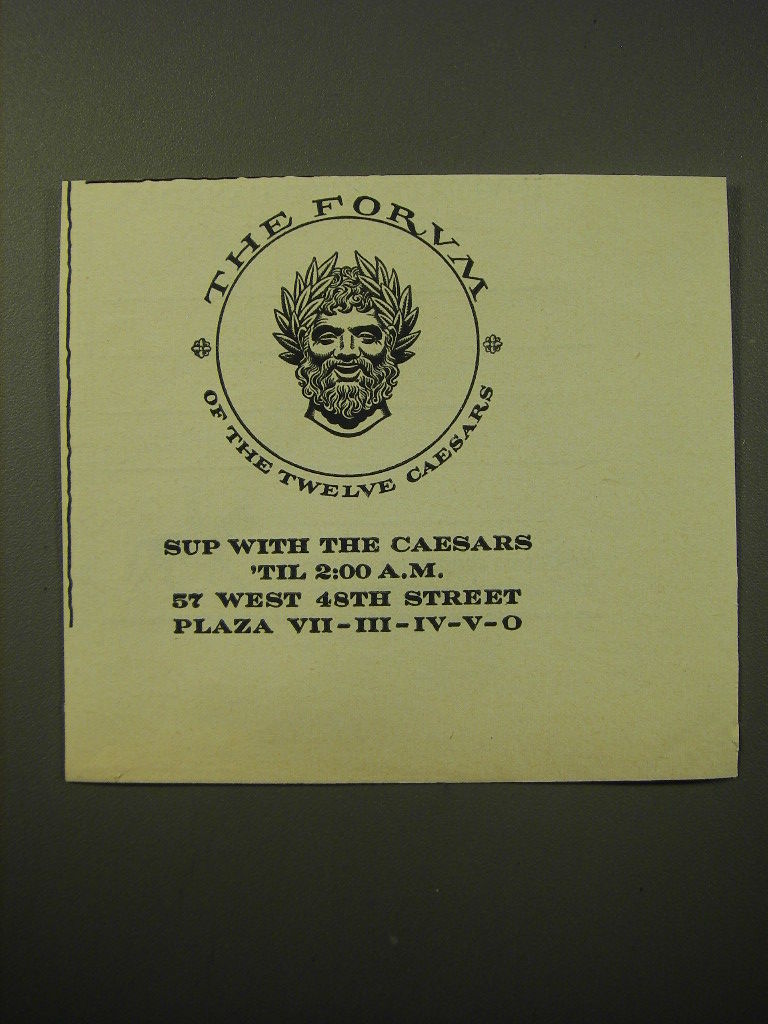 THE FORVM
OF THE TWELVE CAESARS
SUP WITH THE CAESARS
'TIL 2:00 A.M.
57 WEST 48TH STREET
PLAZA VII-III-IV-V-O